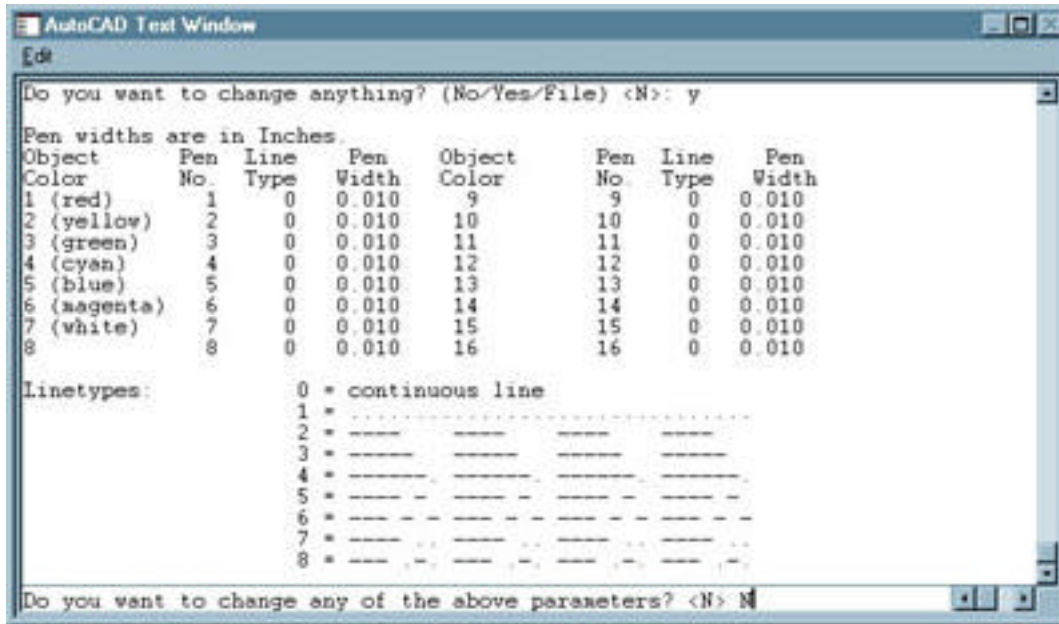 AutoCAD Text Window
Edit
Do you want to change anything? (No/Yes/File) <N>: y
Pen widths are in Inches.
Object Pen Line Pen Object Pen Line Pen
Color No. Type Width Color No. Type Width
1 (red) 1 0 0.010 9 9 0 0.010
2 (yellow) 2 0 0.010 10 10 0 0.010
3 (green) 3 0 0.010 11 11 0 0.010
4 (cyan) 4 0 0.010 12 12 0 0.010
5 (blue) 5 0 0.010 13 13 0 0.010
6 (magenta) 6 0 0.010 14 14 0 0.010
7 (white) 7 0 0.010 15 15 0 0.010
8 8 0 0.010 16 16 0 0.010
Linetypes: 0 = continuous line
1 = ......................................
2 = ---- ---- ---- ----
3 = ----- ----- ----- -----
4 = ------. ------. ------. ------.
5 = ---- - ---- - ---- - ---- -
6 = --- - - --- - - --- - - --- - -
7 = ---- .. ---- .. ---- .. ---- ..
8 = --- .-. --- .-. --- .-. --- .-.
Do you want to change any of the above parameters? <N> N